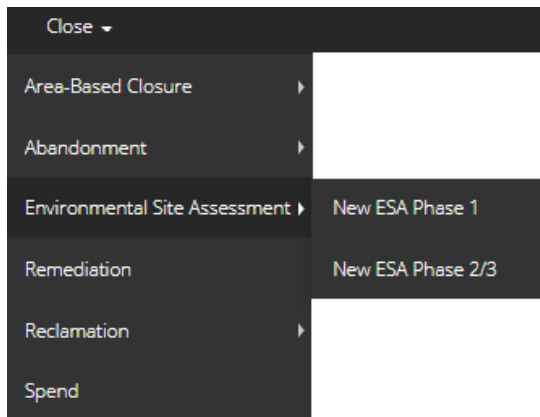 Close
Area-Based Closure
Abandonment
Environmental Site Assessment
New ESA Phase 1
Remediation
New ESA Phase 2/3
Reclamation
Spend